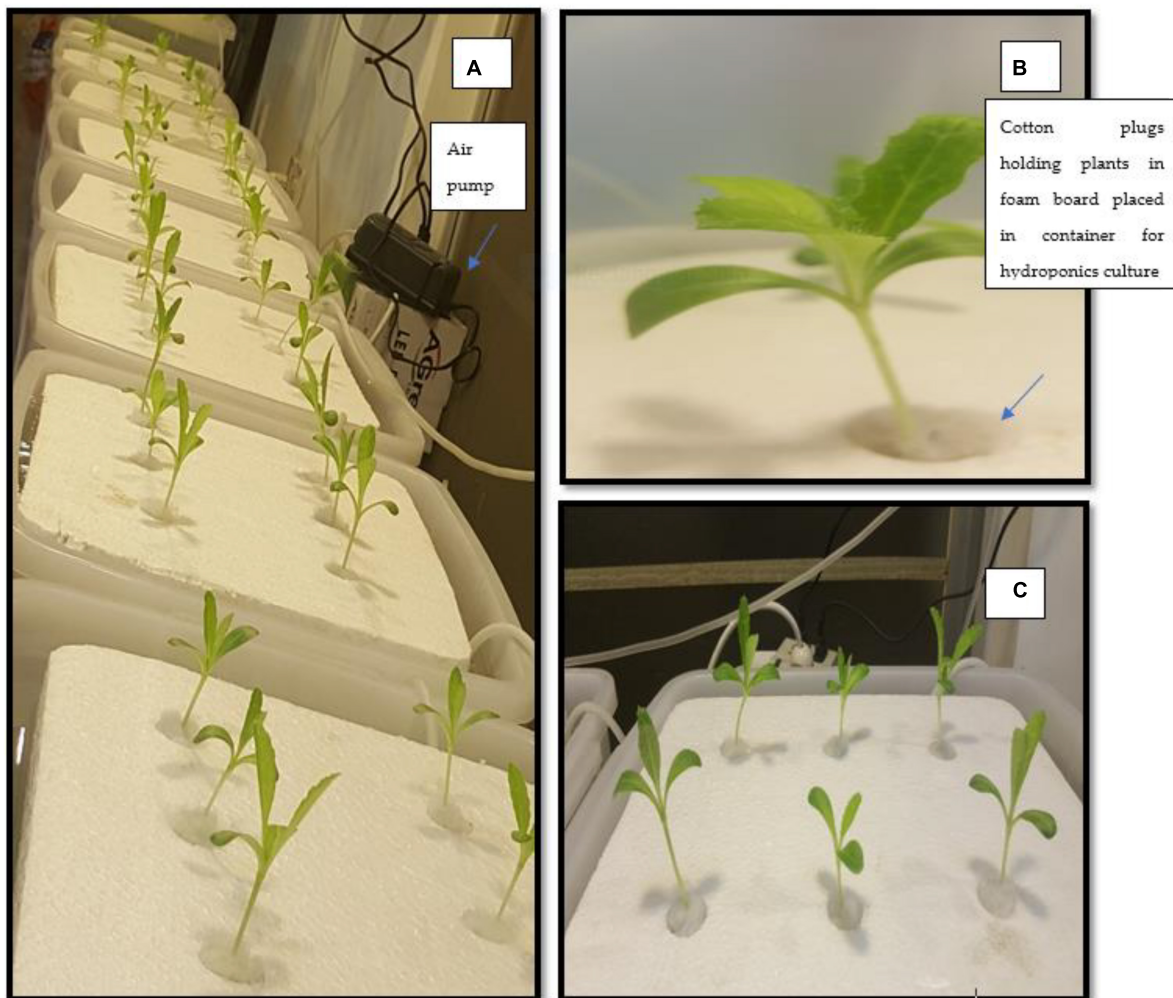 A
Air
pump
B
Cotton plugs
holding plants in
foam board placed
in container for
hydroponics culture
C